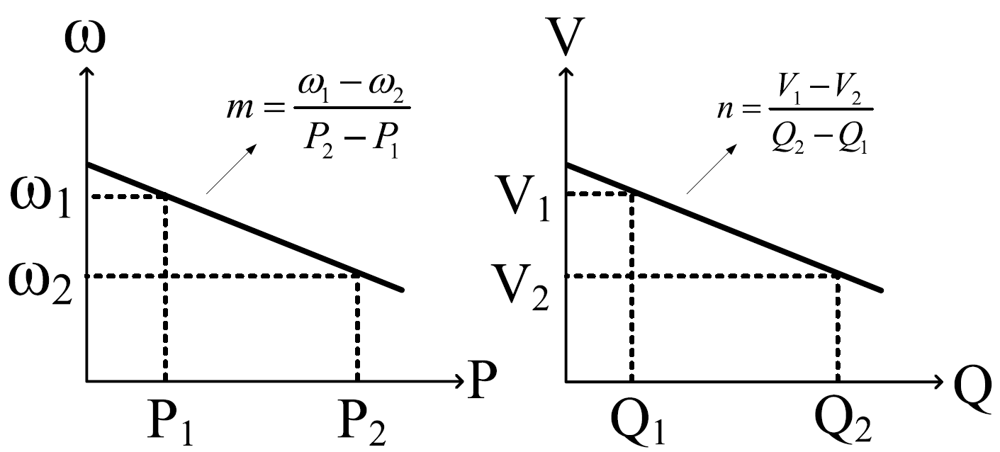 ω
m = (ω₁ − ω₂) / (P₂ − P₁)
ω₁
ω₂
P
P₁
P₂
V
n = (V₁ − V₂) / (Q₂ − Q₁)
V₁
V₂
Q
Q₁
Q₂